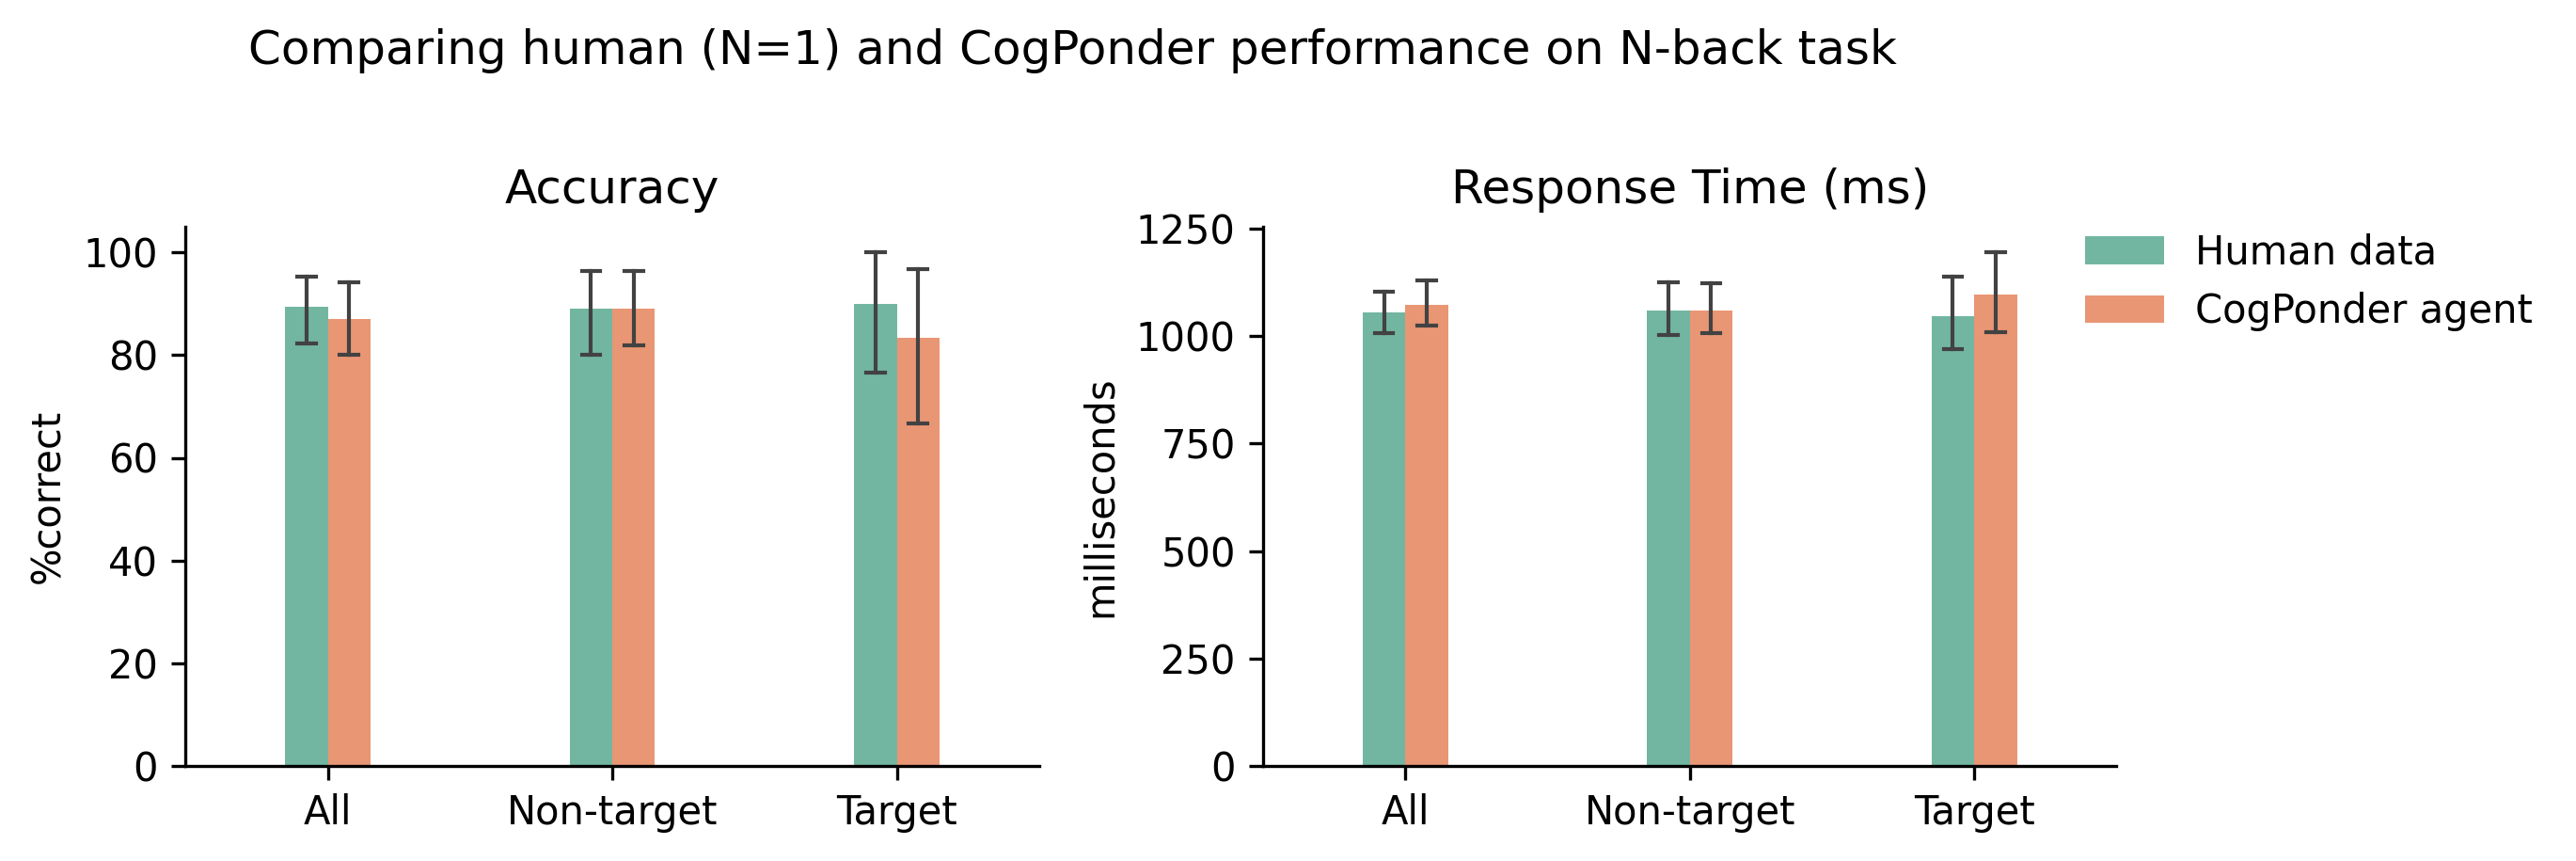 Comparing human (N=1) and CogPonder performance on N-back task
Accuracy
%correct
100
80
60
40
20
0
All
Non-target
Target
Response Time (ms)
milliseconds
1250
1000
750
500
250
0
All
Non-target
Target
Human data
CogPonder agent